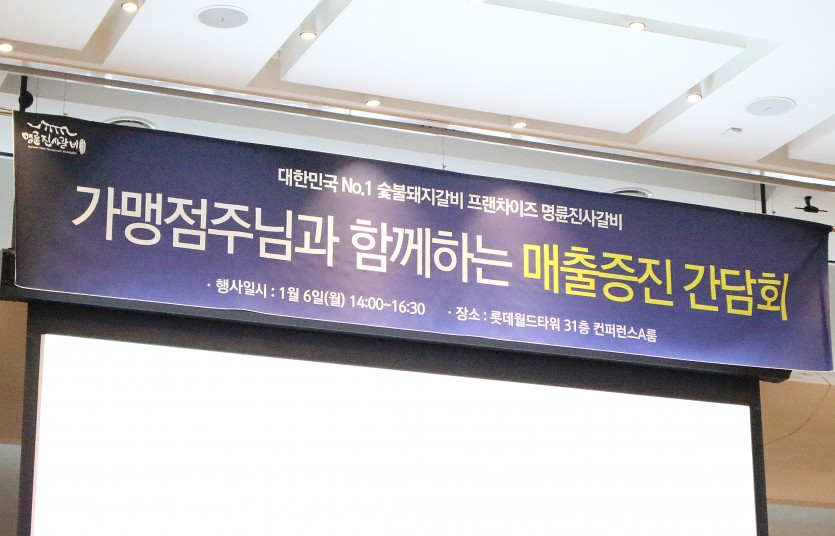 명륜진사갈비
대한민국 No.1 숯불돼지갈비 프랜차이즈 명륜진사갈비
가맹점주님과 함께하는 매출증진 간담회
· 행사일시 : 1월 6일(월) 14:00~16:30 · 장소 : 롯데월드타워 31층 컨퍼런스A룸